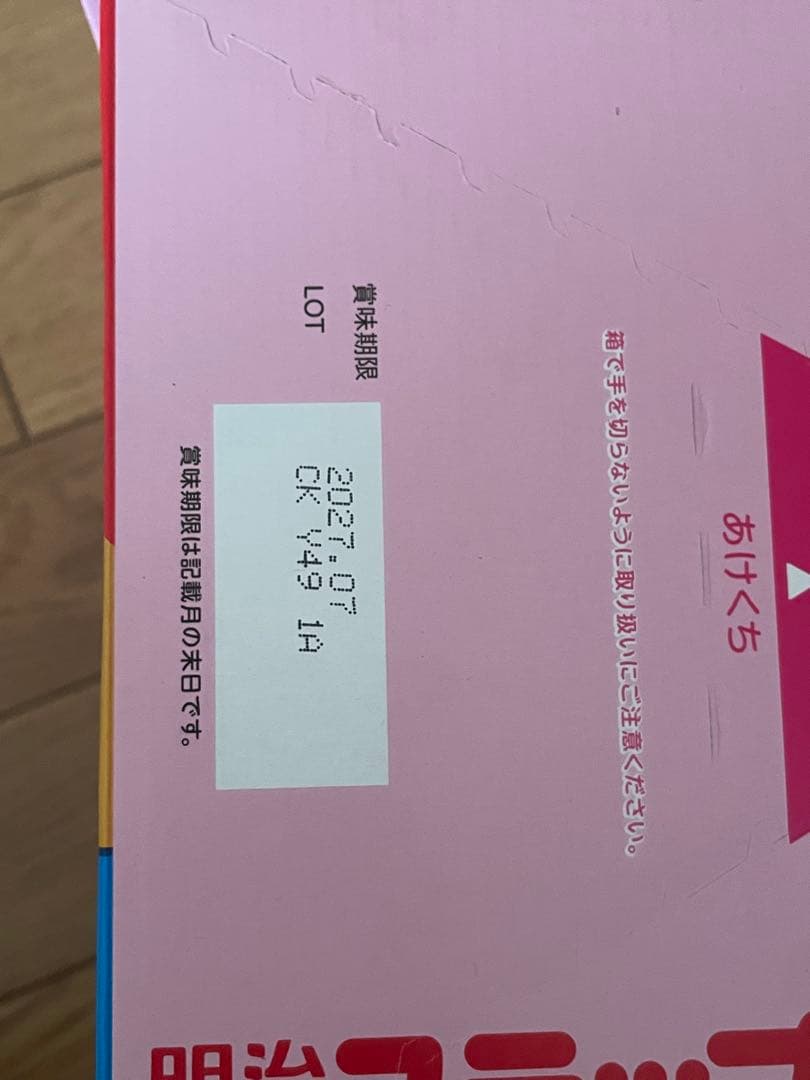 あけくち
箱で手を切らないように取り扱いにご注意ください。
賞味期限 2027.07
LOT CK Y49 1A
賞味期限は記載月の末日です。
明治